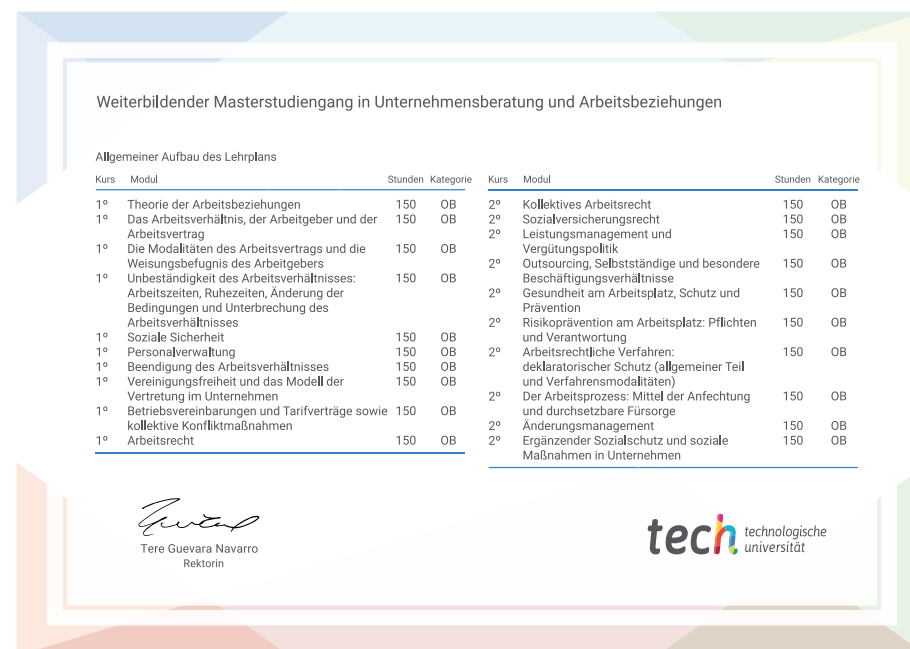 Weiterbildender Masterstudiengang in Unternehmensberatung und Arbeitsbeziehungen
Allgemeiner Aufbau des Lehrplans
Kurs Modul Stunden Kategorie
1º Theorie der Arbeitsbeziehungen 150 OB
1º Das Arbeitsverhältnis, der Arbeitgeber und der 150 OB
Arbeitsvertrag
1º Die Modalitäten des Arbeitsvertrags und die 150 OB
Weisungsbefugnis des Arbeitgebers
1º Unbeständigkeit des Arbeitsverhältnisses: 150 OB
Arbeitszeiten, Ruhezeiten, Änderung der
Bedingungen und Unterbrechung des
Arbeitsverhältnisses
1º Soziale Sicherheit 150 OB
1º Personalverwaltung 150 OB
1º Beendigung des Arbeitsverhältnisses 150 OB
1º Vereinigungsfreiheit und das Modell der 150 OB
Vertretung im Unternehmen
1º Betriebsvereinbarungen und Tarifverträge sowie 150 OB
kollektive Konfliktmaßnahmen
1º Arbeitsrecht 150 OB
Kurs Modul Stunden Kategorie
2º Kollektives Arbeitsrecht 150 OB
2º Sozialversicherungsrecht 150 OB
2º Leistungsmanagement und 150 OB
Vergütungspolitik
2º Outsourcing, Selbstständige und besondere 150 OB
Beschäftigungsverhältnisse
2º Gesundheit am Arbeitsplatz, Schutz und 150 OB
Prävention
2º Risikoprävention am Arbeitsplatz: Pflichten 150 OB
und Verantwortung
2º Arbeitsrechtliche Verfahren: 150 OB
deklaratorischer Schutz (allgemeiner Teil
und Verfahrensmodalitäten)
2º Der Arbeitsprozess: Mittel der Anfechtung 150 OB
und durchsetzbare Fürsorge
2º Änderungsmanagement 150 OB
2º Ergänzender Sozialschutz und soziale 150 OB
Maßnahmen in Unternehmen
Tere Guevara Navarro
Rektorin
tech technologische
universität